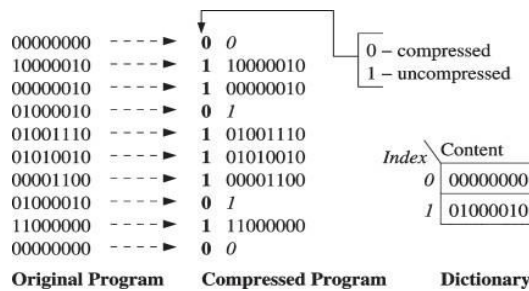 00000000 0 0
10000010 1 10000010
00000010 1 00000010
01000010 0 1
01001110 1 01001110
01010010 1 01010010
00001100 1 00001100
01000010 0 1
11000000 1 11000000
00000000 0 0
Original Program Compressed Program
0 – compressed
1 – uncompressed
Index Content
0 00000000
1 01000010
Dictionary